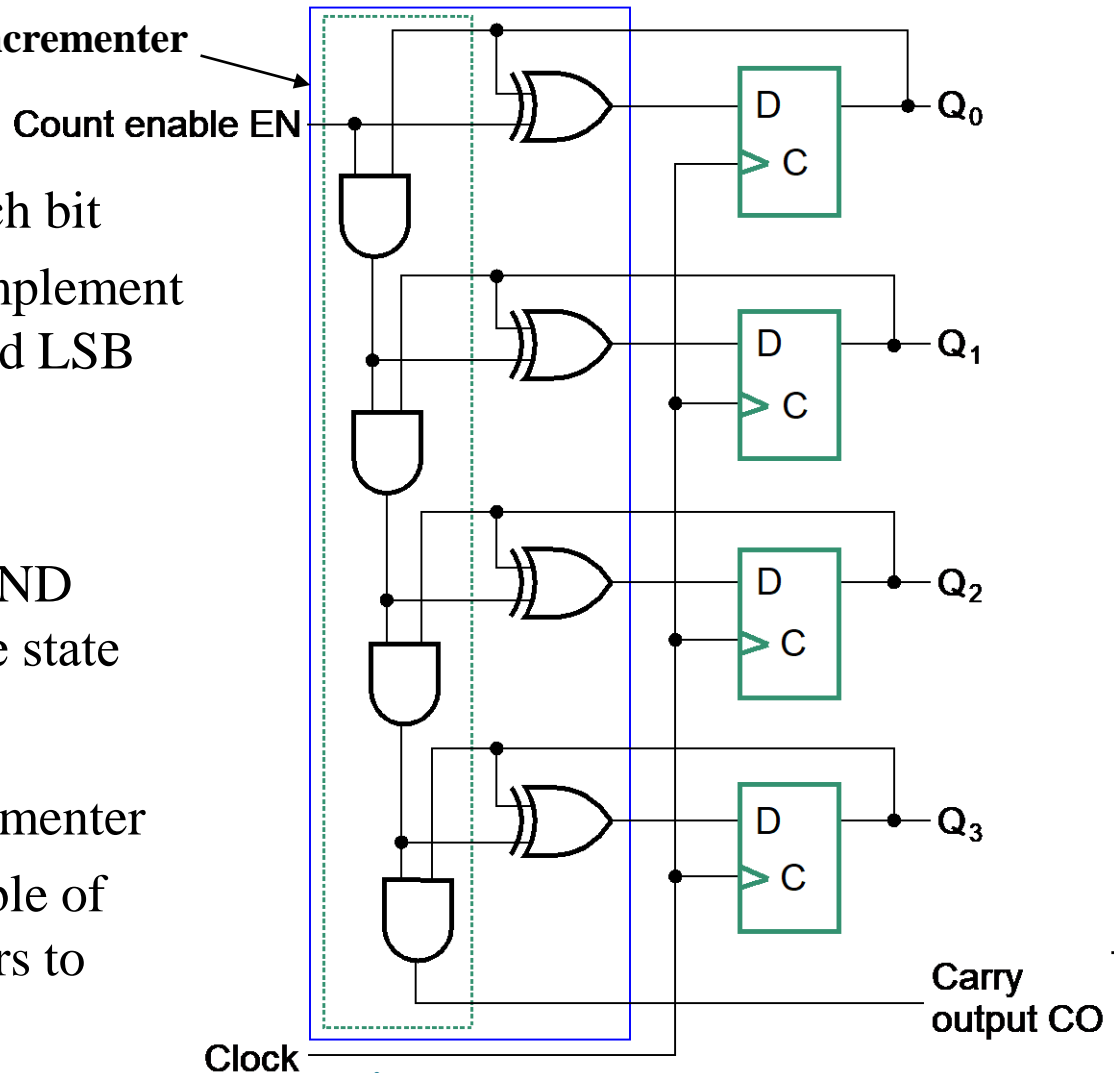 ncrementer
Count enable EN
ch bit
nplement
d LSB
ND
e state
menter
ole of
rs to
D
C
Q0
D
C
Q1
D
C
Q2
D
C
Q3
Carry
output CO
Clock